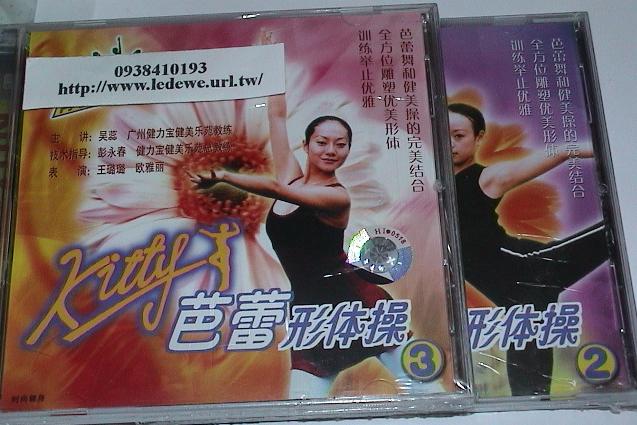 0938410193
http://www.ledewe.url.tw/
芭蕾舞和健美操的完美结合
全方位雕塑优美形体
训练举止优雅
主 讲:吴蕊 广州健力宝健美乐苑教练
技术指导:彭永春 健力宝健美乐苑教练
表 演:王璐璐 欧雅丽
Kitty
芭蕾形体操
3
时尚健身
芭蕾舞和健美操的完美结合
全方位雕塑优美形体
训练举止优雅
形体操
2